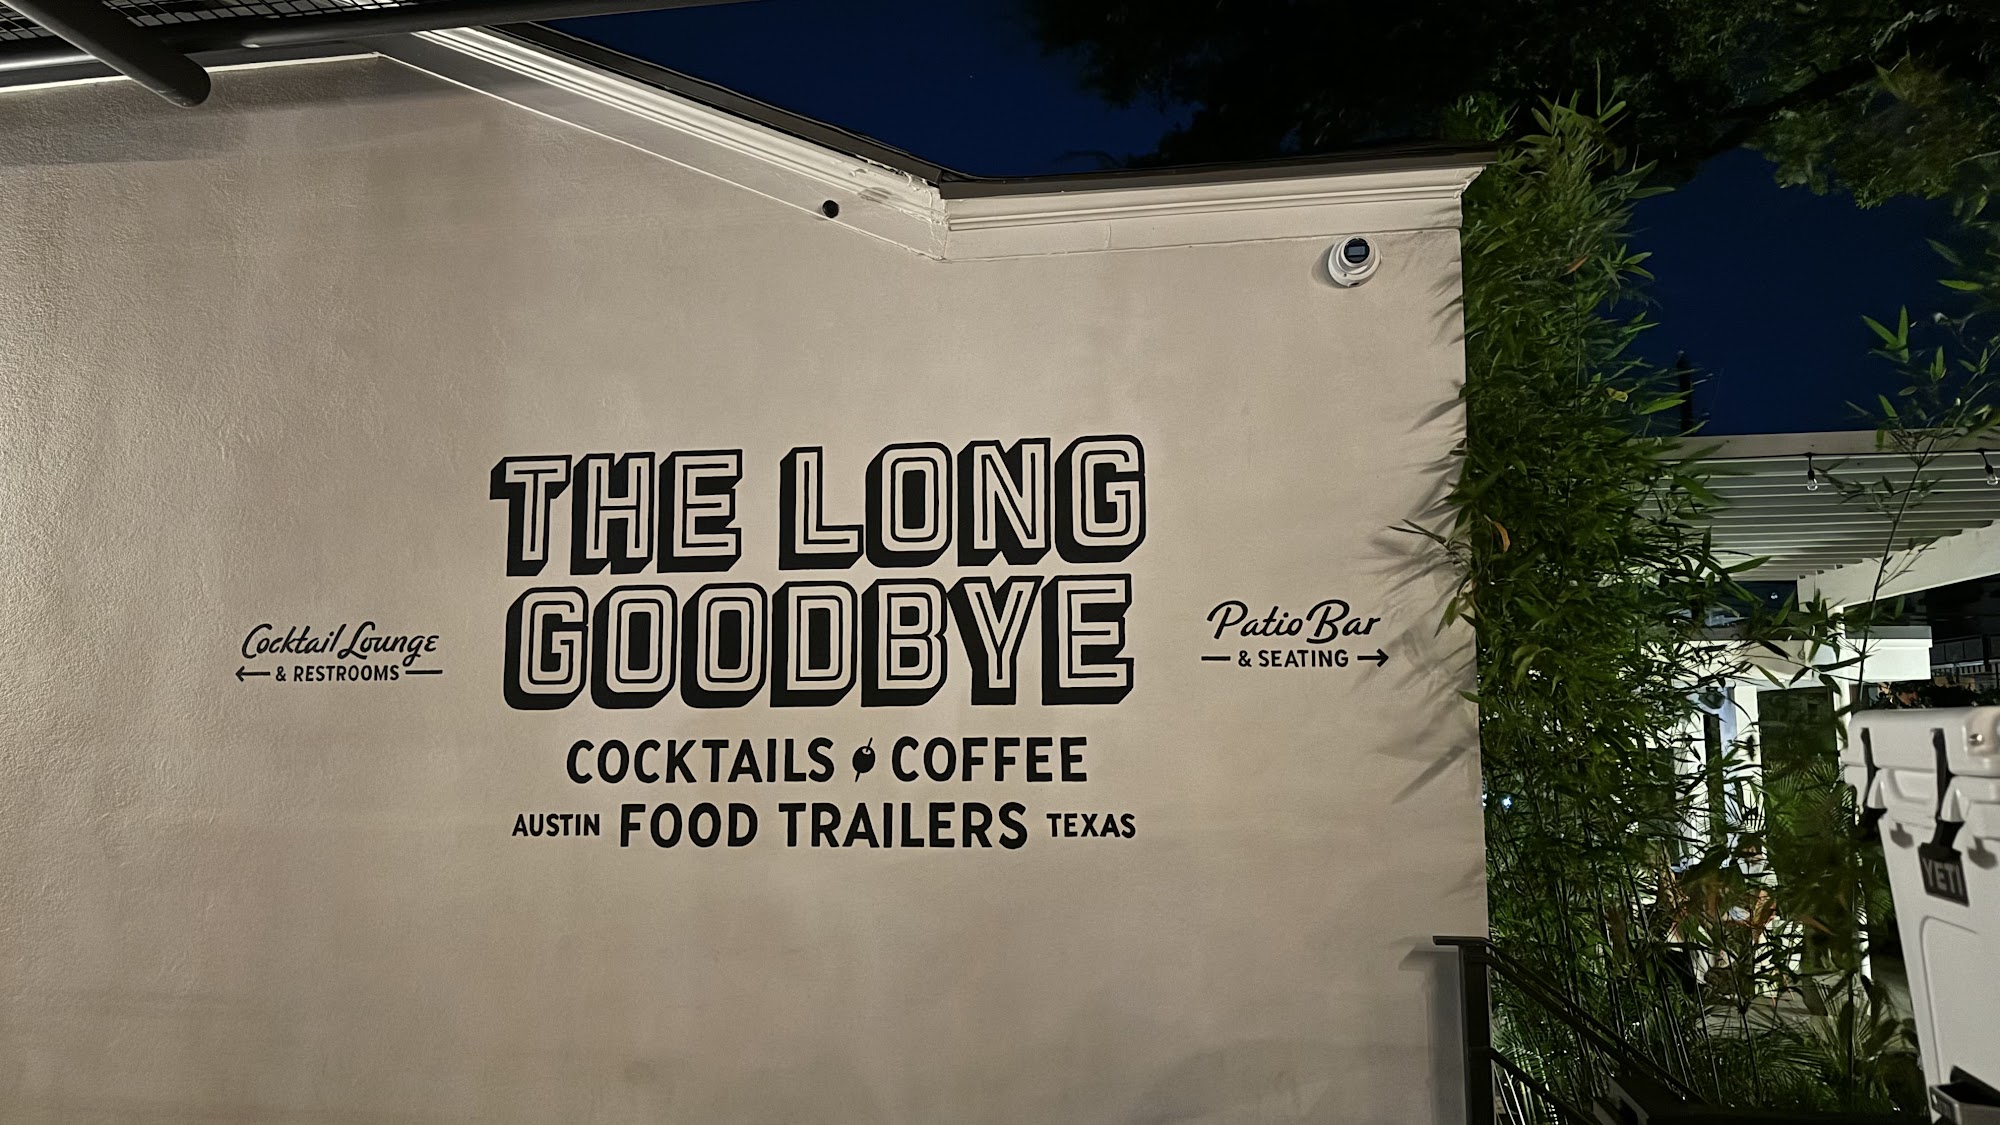 THE LONG
GOODBYE
Cocktail Lounge
& RESTROOMS
Patio Bar
& SEATING
COCKTAILS COFFEE
AUSTIN FOOD TRAILERS TEXAS
YETI